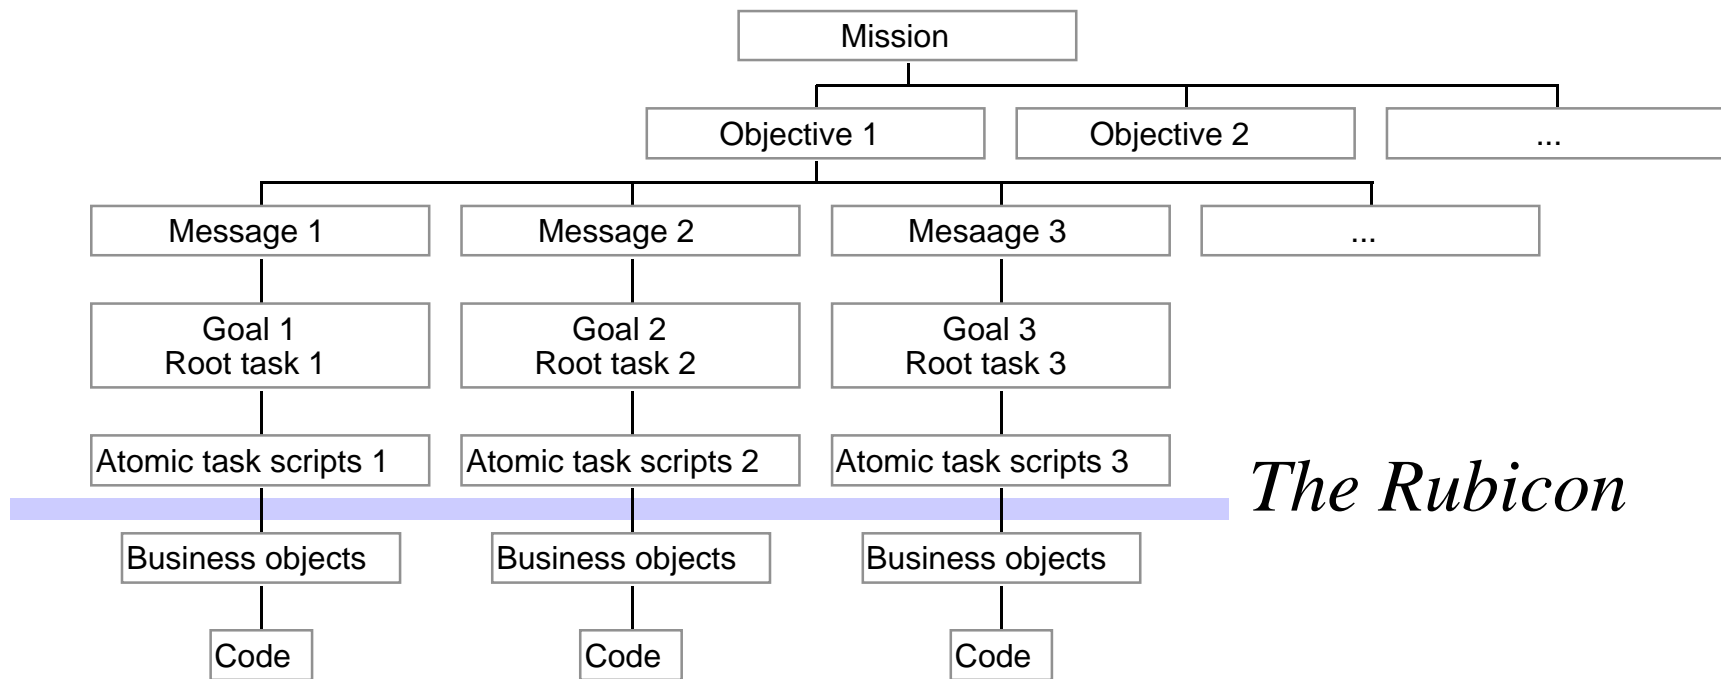 Mission
Objective 1
Objective 2
...
Message 1
Message 2
Mesaage 3
...
Goal 1
Root task 1
Goal 2
Root task 2
Goal 3
Root task 3
Atomic task scripts 1
Atomic task scripts 2
Atomic task scripts 3
The Rubicon
Business objects
Business objects
Business objects
Code
Code
Code